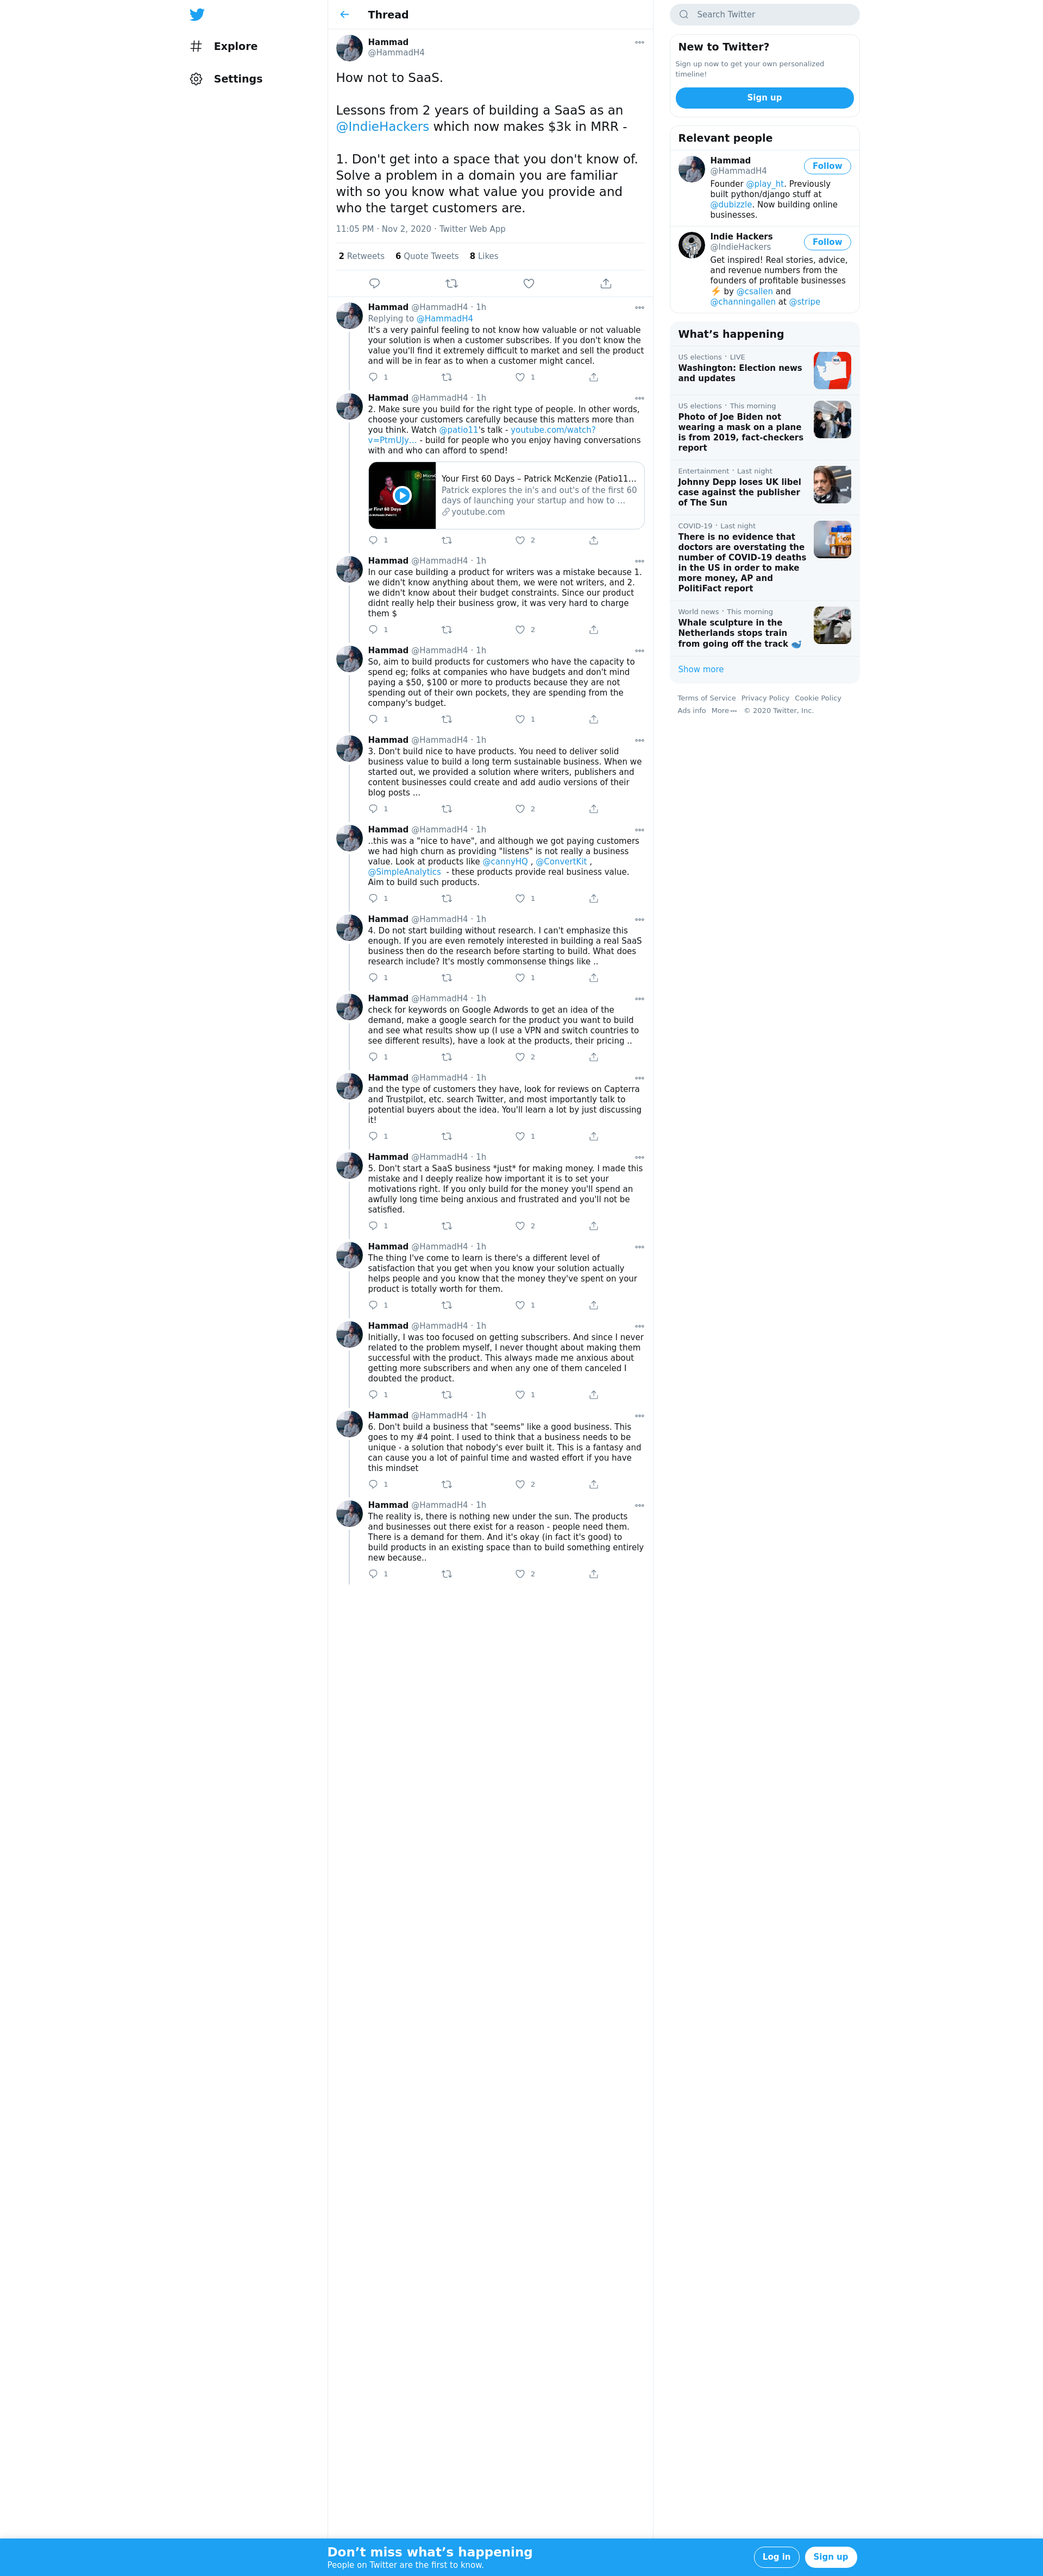 Explore
Settings
Thread
Hammad
@HammadH4
How not to SaaS.
Lessons from 2 years of building a SaaS as an
@IndieHackers which now makes $3k in MRR -
1. Don't get into a space that you don't know of.
Solve a problem in a domain you are familiar
with so you know what value you provide and
who the target customers are.
11:05 PM · Nov 2, 2020 · Twitter Web App
2 Retweets 6 Quote Tweets 8 Likes
Hammad @HammadH4 · 1h
Replying to @HammadH4
It's a very painful feeling to not know how valuable or not valuable
your solution is when a customer subscribes. If you don't know the
value you'll find it extremely difficult to market and sell the product
and will be in fear as to when a customer might cancel.
1 1
Hammad @HammadH4 · 1h
2. Make sure you build for the right type of people. In other words,
choose your customers carefully because this matters more than
you think. Watch @patio11's talk - youtube.com/watch?
v=PtmUJy... - build for people who you enjoy having conversations
with and who can afford to spend!
Your First 60 Days – Patrick McKenzie (Patio11...
Patrick explores the in's and out's of the first 60
days of launching your startup and how to ...
youtube.com
1 2
Hammad @HammadH4 · 1h
In our case building a product for writers was a mistake because 1.
we didn't know anything about them, we were not writers, and 2.
we didn't know about their budget constraints. Since our product
didnt really help their business grow, it was very hard to charge
them $
1 2
Hammad @HammadH4 · 1h
So, aim to build products for customers who have the capacity to
spend eg; folks at companies who have budgets and don't mind
paying a $50, $100 or more to products because they are not
spending out of their own pockets, they are spending from the
company's budget.
1 1
Hammad @HammadH4 · 1h
3. Don't build nice to have products. You need to deliver solid
business value to build a long term sustainable business. When we
started out, we provided a solution where writers, publishers and
content businesses could create and add audio versions of their
blog posts ...
1 2
Hammad @HammadH4 · 1h
..this was a "nice to have", and although we got paying customers
we had high churn as providing "listens" is not really a business
value. Look at products like @cannyHQ , @ConvertKit ,
@SimpleAnalytics - these products provide real business value.
Aim to build such products.
1 1
Hammad @HammadH4 · 1h
4. Do not start building without research. I can't emphasize this
enough. If you are even remotely interested in building a real SaaS
business then do the research before starting to build. What does
research include? It's mostly commonsense things like ..
1 1
Hammad @HammadH4 · 1h
check for keywords on Google Adwords to get an idea of the
demand, make a google search for the product you want to build
and see what results show up (I use a VPN and switch countries to
see different results), have a look at the products, their pricing ..
1 2
Hammad @HammadH4 · 1h
and the type of customers they have, look for reviews on Capterra
and Trustpilot, etc. search Twitter, and most importantly talk to
potential buyers about the idea. You'll learn a lot by just discussing
it!
1 1
Hammad @HammadH4 · 1h
5. Don't start a SaaS business *just* for making money. I made this
mistake and I deeply realize how important it is to set your
motivations right. If you only build for the money you'll spend an
awfully long time being anxious and frustrated and you'll not be
satisfied.
1 2
Hammad @HammadH4 · 1h
The thing I've come to learn is there's a different level of
satisfaction that you get when you know your solution actually
helps people and you know that the money they've spent on your
product is totally worth for them.
1 1
Hammad @HammadH4 · 1h
Initially, I was too focused on getting subscribers. And since I never
related to the problem myself, I never thought about making them
successful with the product. This always made me anxious about
getting more subscribers and when any one of them canceled I
doubted the product.
1 1
Hammad @HammadH4 · 1h
6. Don't build a business that "seems" like a good business. This
goes to my #4 point. I used to think that a business needs to be
unique - a solution that nobody's ever built it. This is a fantasy and
can cause you a lot of painful time and wasted effort if you have
this mindset
1 2
Hammad @HammadH4 · 1h
The reality is, there is nothing new under the sun. The products
and businesses out there exist for a reason - people need them.
There is a demand for them. And it's okay (in fact it's good) to
build products in an existing space than to build something entirely
new because..
1 2
Search Twitter
New to Twitter?
Sign up now to get your own personalized
timeline!
Sign up
Relevant people
Hammad
@HammadH4
Follow
Founder @play_ht. Previously
built python/django stuff at
@dubizzle. Now building online
businesses.
Indie Hackers
@IndieHackers
Follow
Get inspired! Real stories, advice,
and revenue numbers from the
founders of profitable businesses
⚡ by @csallen and
@channingallen at @stripe
What's happening
US elections · LIVE
Washington: Election news
and updates
US elections · This morning
Photo of Joe Biden not
wearing a mask on a plane
is from 2019, fact-checkers
report
Entertainment · Last night
Johnny Depp loses UK libel
case against the publisher
of The Sun
COVID-19 · Last night
There is no evidence that
doctors are overstating the
number of COVID-19 deaths
in the US in order to make
more money, AP and
PolitiFact report
World news · This morning
Whale sculpture in the
Netherlands stops train
from going off the track 🐋
Show more
Terms of Service Privacy Policy Cookie Policy
Ads info More ··· © 2020 Twitter, Inc.
Don't miss what's happening
People on Twitter are the first to know.
Log in
Sign up